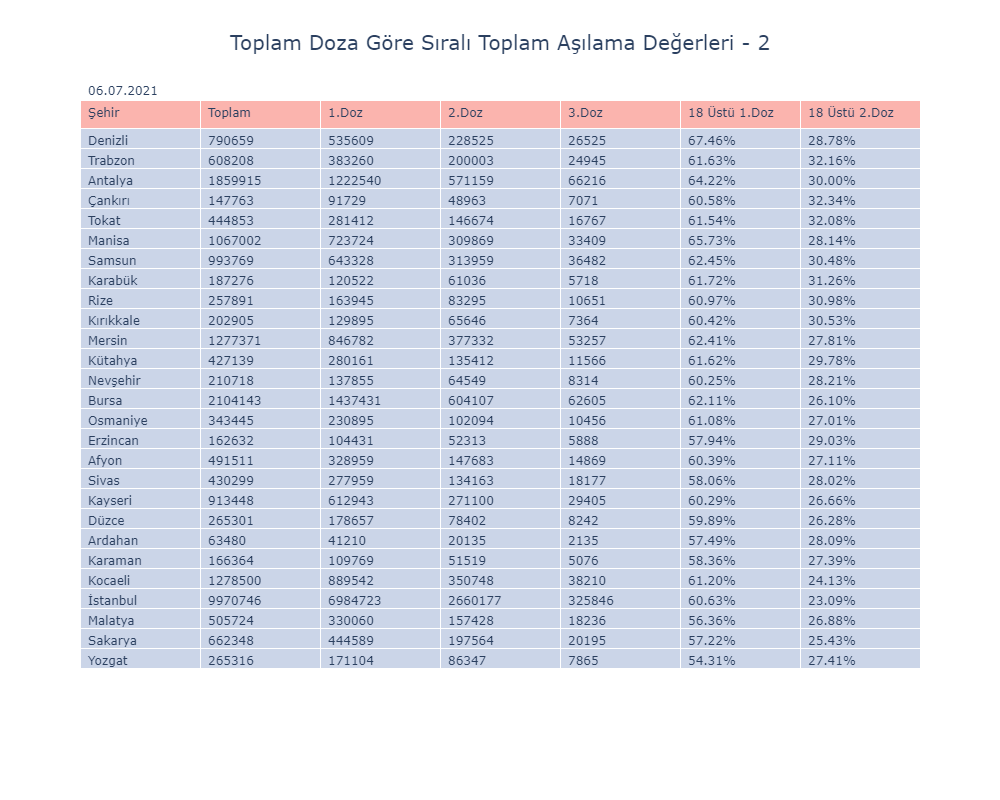 Toplam Doza Göre Sıralı Toplam Aşılama Değerleri - 2
06.07.2021
Şehir Toplam 1.Doz 2.Doz 3.Doz 18 Üstü 1.Doz 18 Üstü 2.Doz
Denizli 790659 535609 228525 26525 67.46% 28.78%
Trabzon 608208 383260 200003 24945 61.63% 32.16%
Antalya 1859915 1222540 571159 66216 64.22% 30.00%
Çankırı 147763 91729 48963 7071 60.58% 32.34%
Tokat 444853 281412 146674 16767 61.54% 32.08%
Manisa 1067002 723724 309869 33409 65.73% 28.14%
Samsun 993769 643328 313959 36482 62.45% 30.48%
Karabük 187276 120522 61036 5718 61.72% 31.26%
Rize 257891 163945 83295 10651 60.97% 30.98%
Kırıkkale 202905 129895 65646 7364 60.42% 30.53%
Mersin 1277371 846782 377332 53257 62.41% 27.81%
Kütahya 427139 280161 135412 11566 61.62% 29.78%
Nevşehir 210718 137855 64549 8314 60.25% 28.21%
Bursa 2104143 1437431 604107 62605 62.11% 26.10%
Osmaniye 343445 230895 102094 10456 61.08% 27.01%
Erzincan 162632 104431 52313 5888 57.94% 29.03%
Afyon 491511 328959 147683 14869 60.39% 27.11%
Sivas 430299 277959 134163 18177 58.06% 28.02%
Kayseri 913448 612943 271100 29405 60.29% 26.66%
Düzce 265301 178657 78402 8242 59.89% 26.28%
Ardahan 63480 41210 20135 2135 57.49% 28.09%
Karaman 166364 109769 51519 5076 58.36% 27.39%
Kocaeli 1278500 889542 350748 38210 61.20% 24.13%
İstanbul 9970746 6984723 2660177 325846 60.63% 23.09%
Malatya 505724 330060 157428 18236 56.36% 26.88%
Sakarya 662348 444589 197564 20195 57.22% 25.43%
Yozgat 265316 171104 86347 7865 54.31% 27.41%